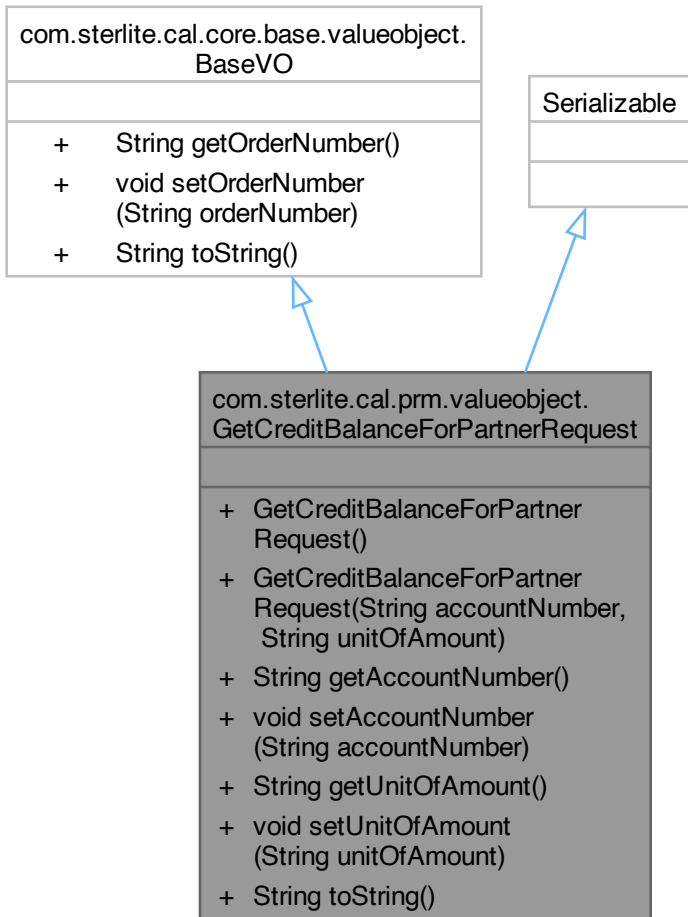 com.sterlite.cal.core.base.valueobject.
BaseVO
+ String getOrderNumber()
+ void setOrderNumber
(String orderNumber)
+ String toString()
Serializable
com.sterlite.cal.prm.valueobject.
GetCreditBalanceForPartnerRequest
+ GetCreditBalanceForPartner
Request()
+ GetCreditBalanceForPartner
Request(String accountNumber,
String unitOfAmount)
+ String getAccountNumber()
+ void setAccountNumber
(String accountNumber)
+ String getUnitOfAmount()
+ void setUnitOfAmount
(String unitOfAmount)
+ String toString()